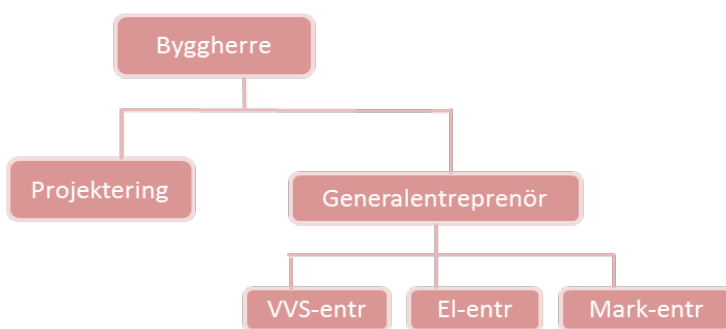 Byggherre
Projektering
Generalentreprenör
VVS-entr
El-entr
Mark-entr